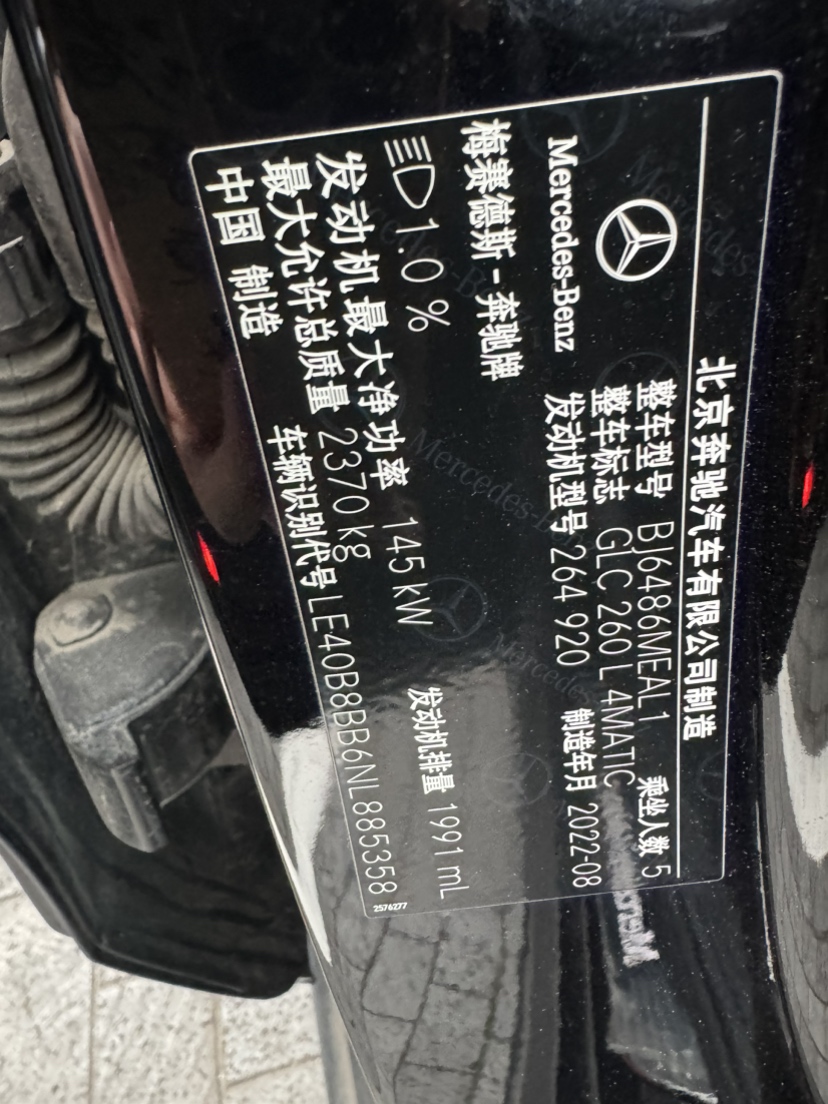 北京奔驰汽车有限公司制造
Mercedes-Benz
整车型号 BJ6486MEAL1 乘坐人数 5
整车标志 GLC 260 L 4MATIC
发动机型号 264 920 制造年月 2022-08
梅赛德斯-奔驰牌
1.0 %
发动机排量 1991 mL
发动机最大净功率 145 kW
最大允许总质量 2370 kg
中国 制造 车辆识别代号 LE40B8BB6NL885358
2576277